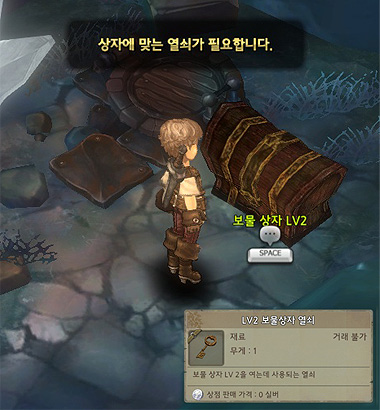 상자에 맞는 열쇠가 필요합니다.
보물 상자 LV2
SPACE
LV2 보물상자 열쇠
재료 거래 불가
무게 : 1
보물 상자 LV 2을 여는데 사용되는 열쇠
상점 판매 가격 : 0 실버